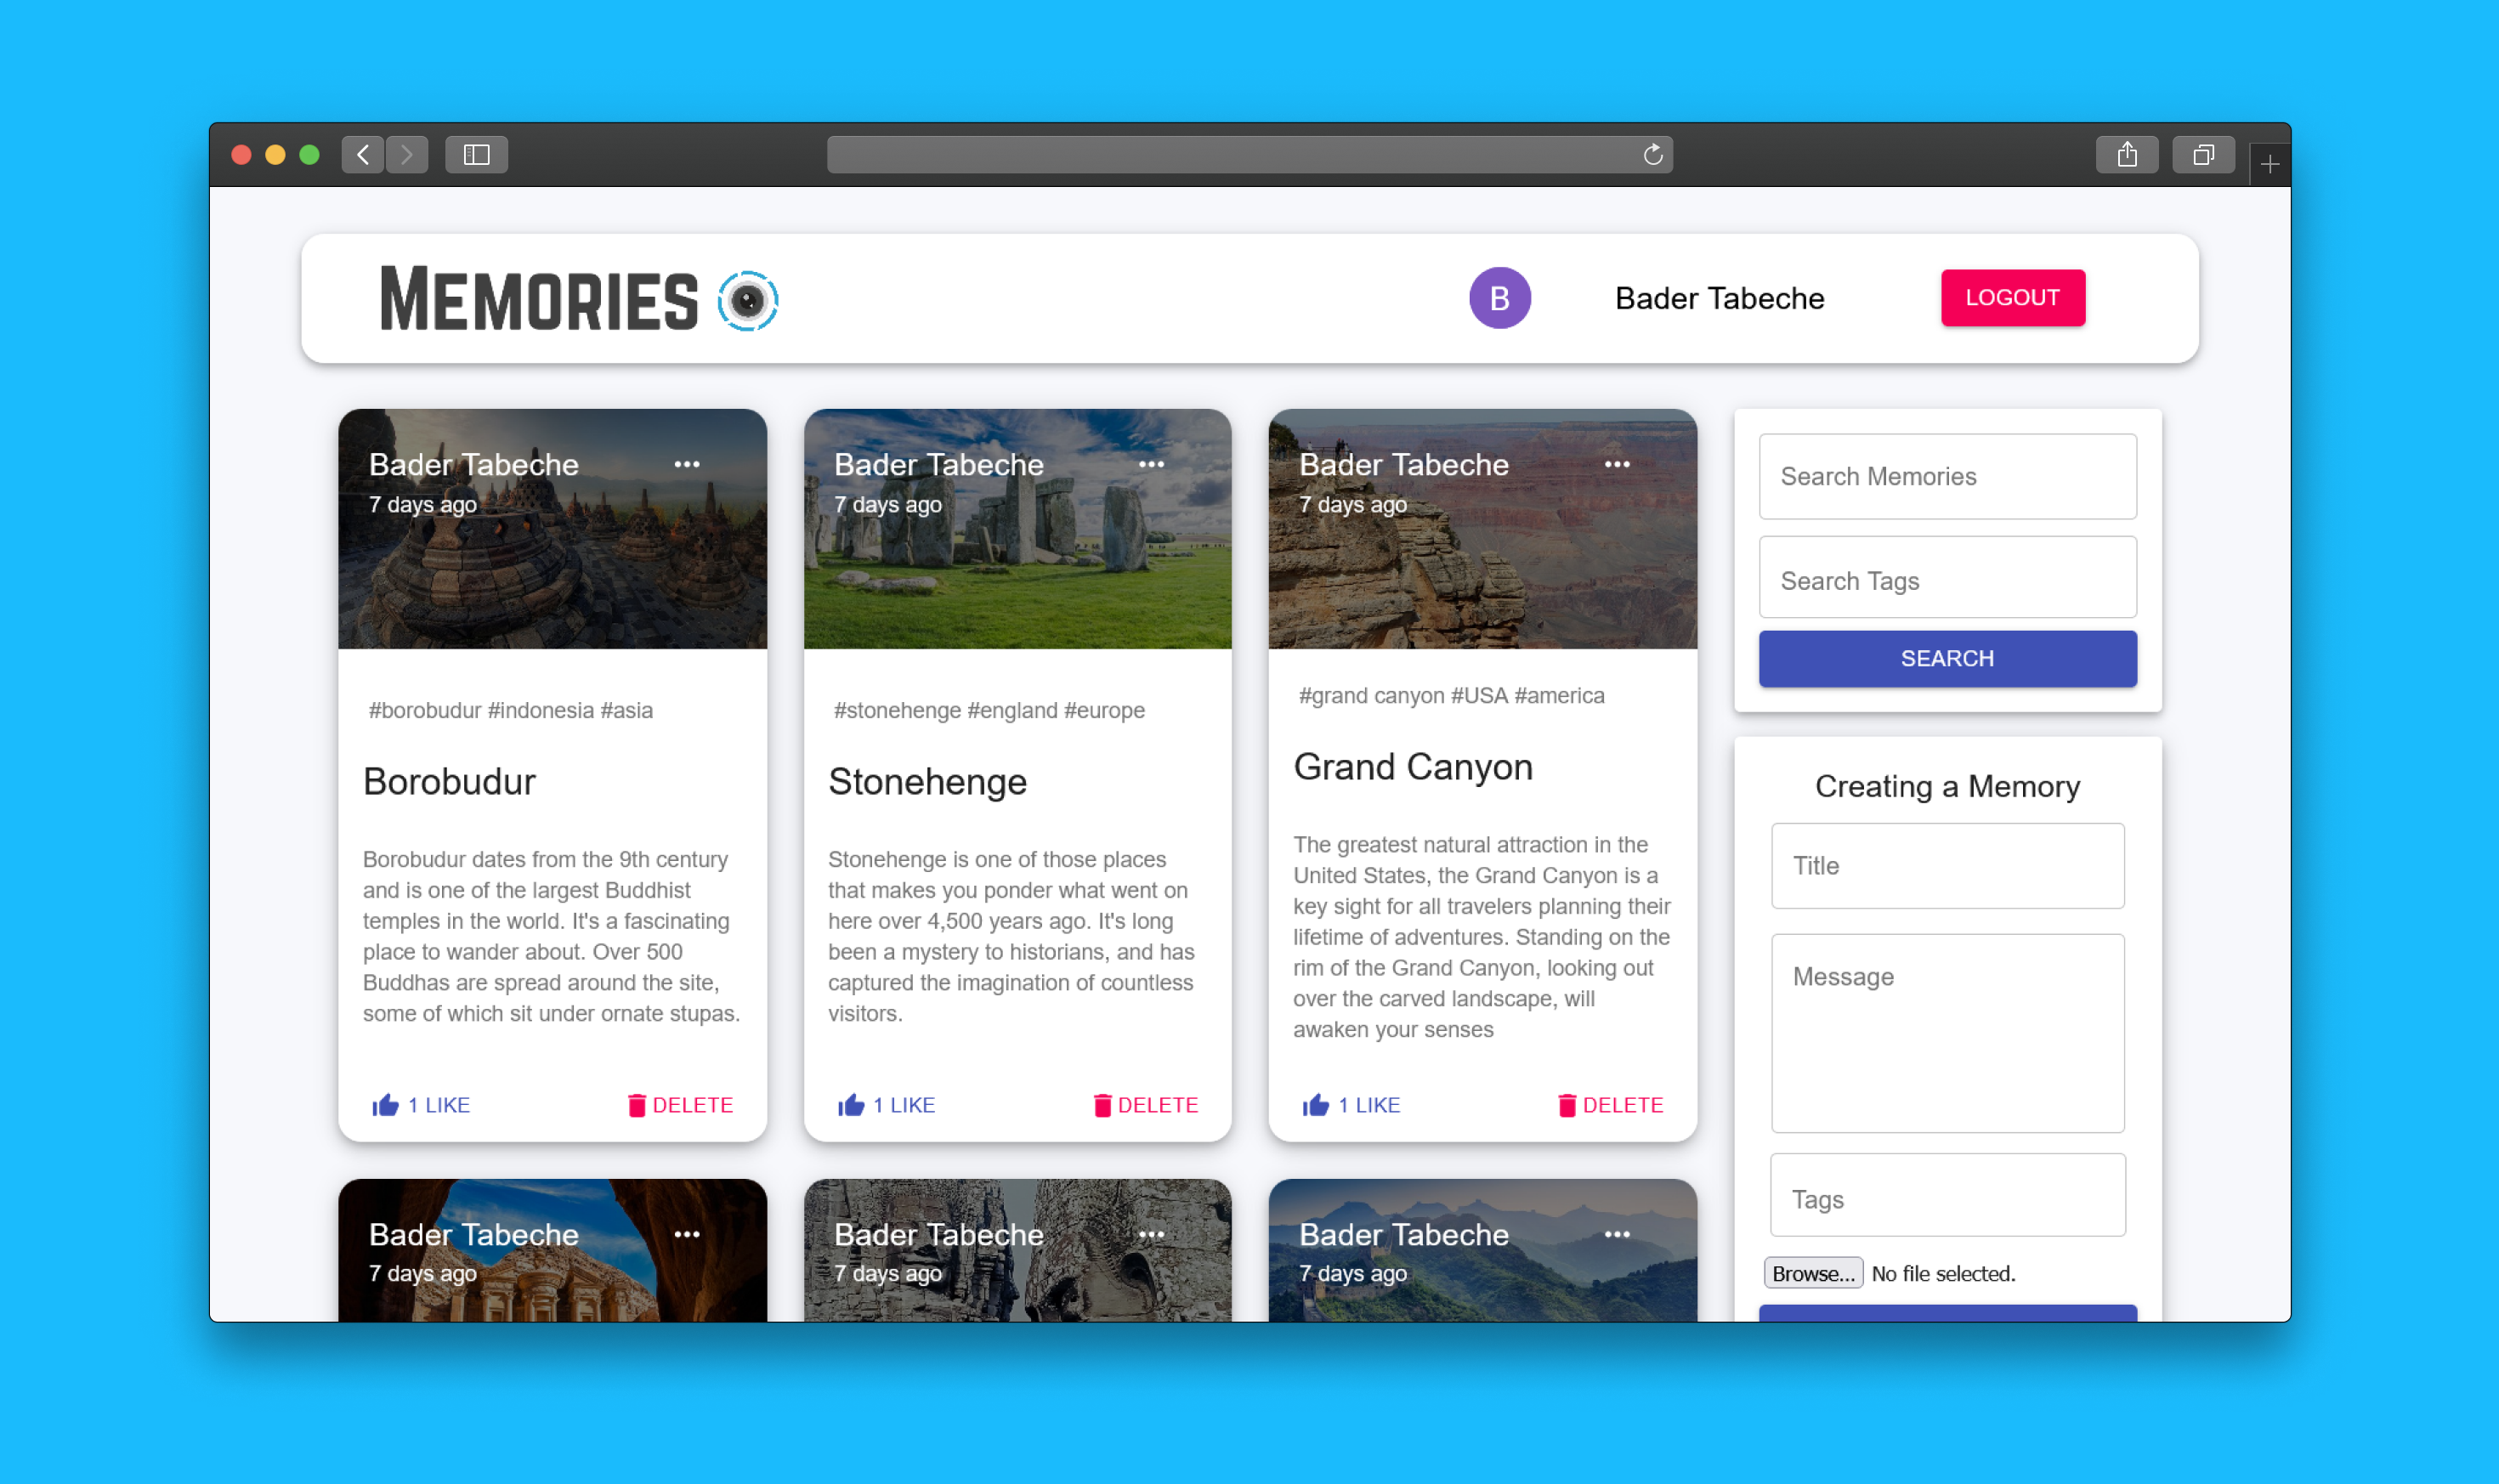 MEMORIES
B
Bader Tabeche
LOGOUT
Bader Tabeche
7 days ago
#borobudur #indonesia #asia
Borobudur
Borobudur dates from the 9th century
and is one of the largest Buddhist
temples in the world. It's a fascinating
place to wander about. Over 500
Buddhas are spread around the site,
some of which sit under ornate stupas.
1 LIKE
DELETE
Bader Tabeche
7 days ago
#stonehenge #england #europe
Stonehenge
Stonehenge is one of those places
that makes you ponder what went on
here over 4,500 years ago. It's long
been a mystery to historians, and has
captured the imagination of countless
visitors.
1 LIKE
DELETE
Bader Tabeche
7 days ago
#grand canyon #USA #america
Grand Canyon
The greatest natural attraction in the
United States, the Grand Canyon is a
key sight for all travelers planning their
lifetime of adventures. Standing on the
rim of the Grand Canyon, looking out
over the carved landscape, will
awaken your senses
1 LIKE
DELETE
Bader Tabeche
7 days ago
Bader Tabeche
7 days ago
Bader Tabeche
7 days ago
Search Memories
Search Tags
SEARCH
Creating a Memory
Title
Message
Tags
Browse... No file selected.